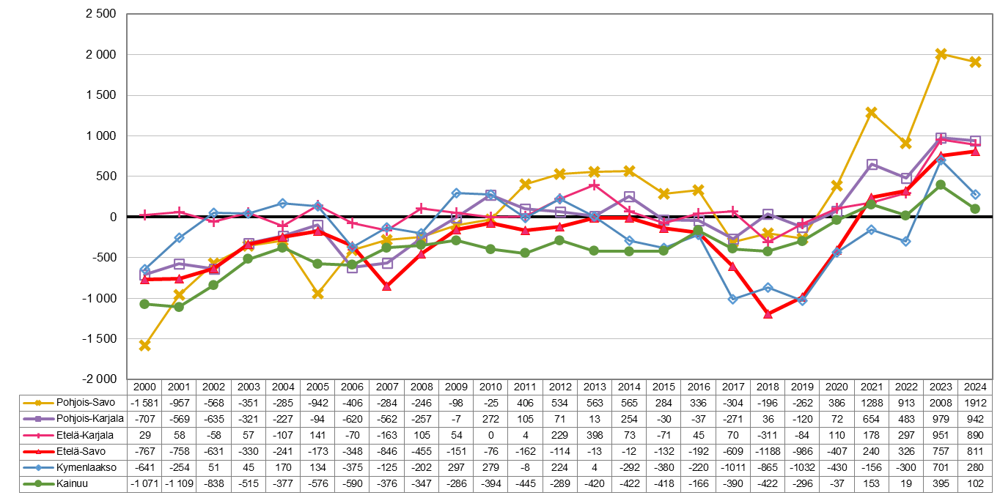 2 500
2 000
1 500
1 000
500
0
-500
-1 000
-1 500
-2 000
2000 2001 2002 2003 2004 2005 2006 2007 2008 2009 2010 2011 2012 2013 2014 2015 2016 2017 2018 2019 2020 2021 2022 2023 2024
Pohjois-Savo -1 581 -957 -568 -351 -285 -942 -406 -284 -246 -98 -25 406 534 563 565 284 336 -304 -196 -262 386 1288 913 2008 1912
Pohjois-Karjala -707 -569 -635 -321 -227 -94 -620 -562 -257 -7 272 105 71 13 254 -30 -37 -271 36 -120 72 654 483 979 942
Etelä-Karjala 29 58 -58 57 -107 141 -70 -163 105 54 0 4 229 398 73 -71 45 70 -311 -84 110 178 297 951 890
Etelä-Savo -767 -758 -631 -330 -241 -173 -348 -846 -455 -151 -76 -162 -114 -13 -12 -132 -192 -609 -1188 -986 -407 240 326 757 811
Kymenlaakso -641 -254 51 45 170 134 -375 -125 -202 297 279 -8 224 4 -292 -380 -220 -1011 -865 -1032 -430 -156 -300 701 280
Kainuu -1 071 -1 109 -838 -515 -377 -576 -590 -376 -347 -286 -394 -445 -289 -420 -422 -418 -166 -390 -422 -296 -37 153 19 395 102